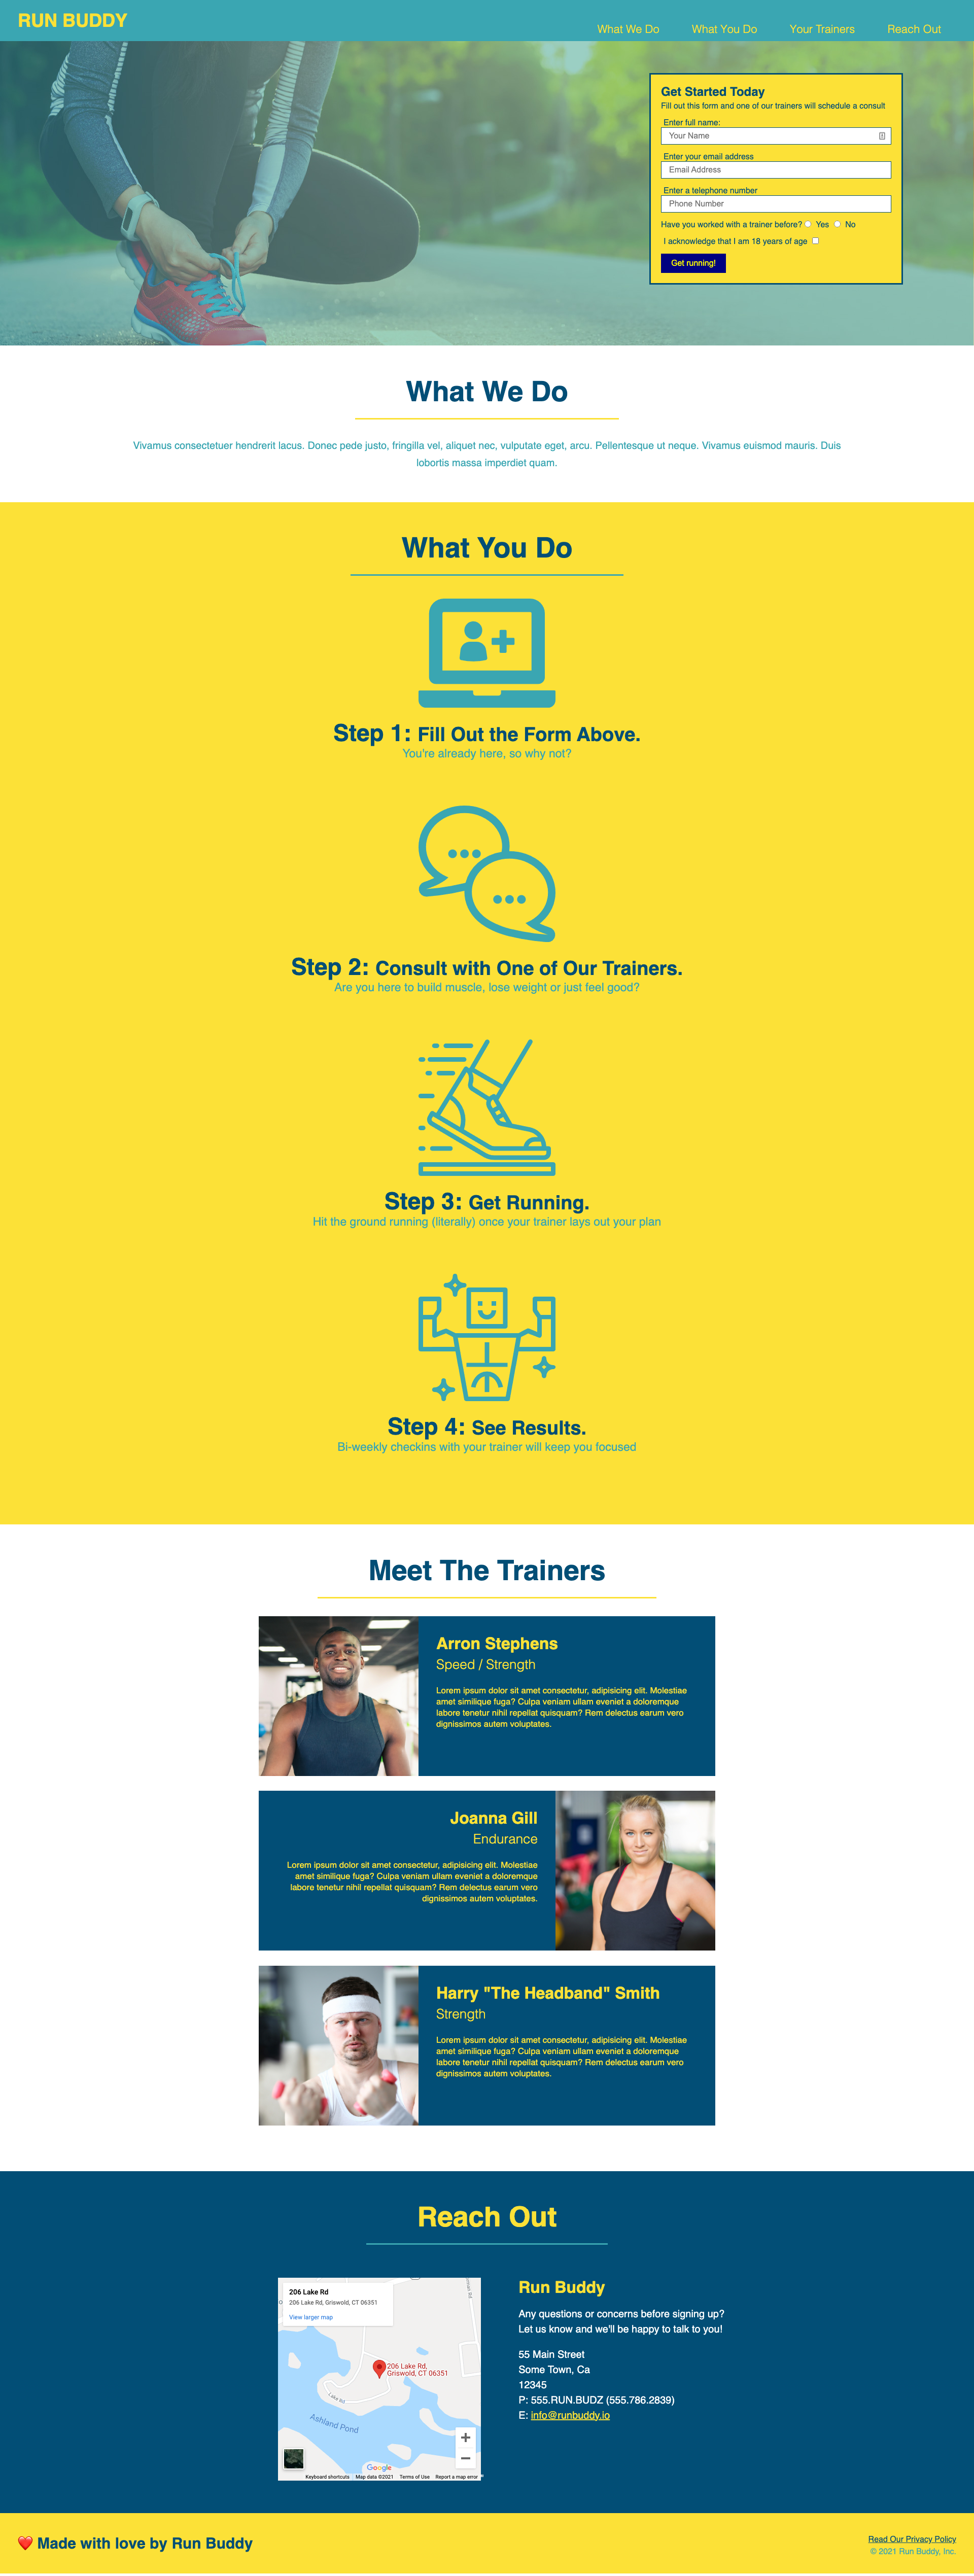 RUN BUDDY
What We Do
What You Do
Your Trainers
Reach Out
Get Started Today
Fill out this form and one of our trainers will schedule a consult
Enter full name:
Your Name
Enter your email address
Email Address
Enter a telephone number
Phone Number
Have you worked with a trainer before? Yes No
I acknowledge that I am 18 years of age
Get running!
What We Do
Vivamus consectetuer hendrerit lacus. Donec pede justo, fringilla vel, aliquet nec, vulputate eget, arcu. Pellentesque ut neque. Vivamus euismod mauris. Duis
lobortis massa imperdiet quam.
What You Do
Step 1: Fill Out the Form Above.
You're already here, so why not?
Step 2: Consult with One of Our Trainers.
Are you here to build muscle, lose weight or just feel good?
Step 3: Get Running.
Hit the ground running (literally) once your trainer lays out your plan
Step 4: See Results.
Bi-weekly checkins with your trainer will keep you focused
Meet The Trainers
Arron Stephens
Speed / Strength
Lorem ipsum dolor sit amet consectetur, adipisicing elit. Molestiae
amet similique fuga? Culpa veniam ullam eveniet a doloremque
labore tenetur nihil repellat quisquam? Rem delectus earum vero
dignissimos autem voluptates.
Joanna Gill
Endurance
Lorem ipsum dolor sit amet consectetur, adipisicing elit. Molestiae
amet similique fuga? Culpa veniam ullam eveniet a doloremque
labore tenetur nihil repellat quisquam? Rem delectus earum vero
dignissimos autem voluptates.
Harry "The Headband" Smith
Strength
Lorem ipsum dolor sit amet consectetur, adipisicing elit. Molestiae
amet similique fuga? Culpa veniam ullam eveniet a doloremque
labore tenetur nihil repellat quisquam? Rem delectus earum vero
dignissimos autem voluptates.
Reach Out
206 Lake Rd
206 Lake Rd, Griswold, CT 06351
View larger map
206 Lake Rd,
Griswold, CT 06351
Lake Rd
Ashland Pond
Google
Keyboard shortcuts Map data ©2021 Terms of Use Report a map error
Run Buddy
Any questions or concerns before signing up?
Let us know and we'll be happy to talk to you!
55 Main Street
Some Town, Ca
12345
P: 555.RUN.BUDZ (555.786.2839)
E: info@runbuddy.io
❤️ Made with love by Run Buddy
Read Our Privacy Policy
© 2021 Run Buddy, Inc.